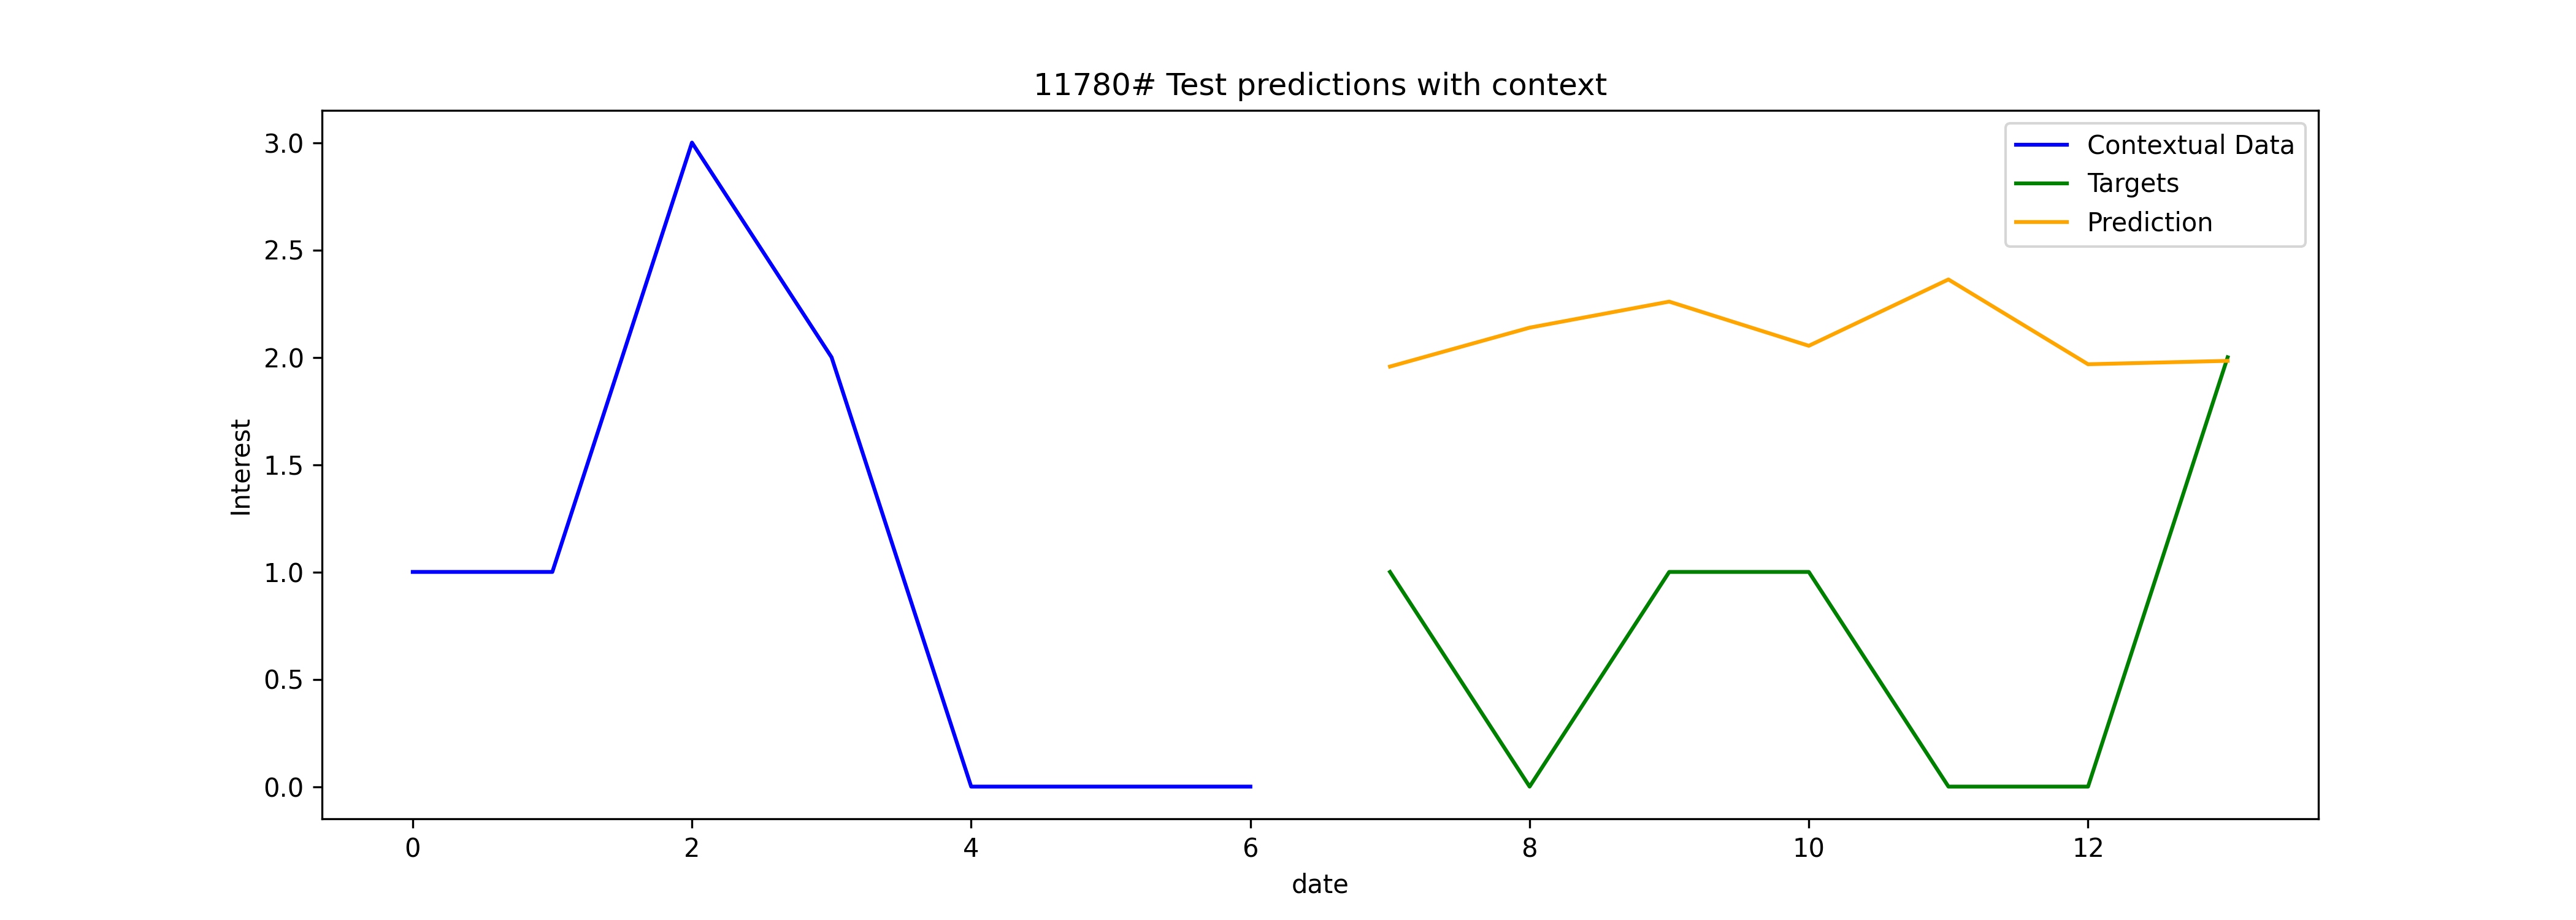 11780# Test predictions with context
Contextual Data
Targets
Prediction
Interest
3.0
2.5
2.0
1.5
1.0
0.5
0.0
0 2 4 6 8 10 12
date